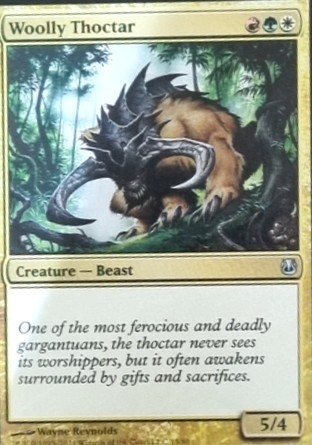 Woolly Thoctar
Creature — Beast
One of the most ferocious and deadly
gargantuans, the thoctar never sees
its worshippers, but it often awakens
surrounded by gifts and sacrifices.
5/4
Wayne Reynolds